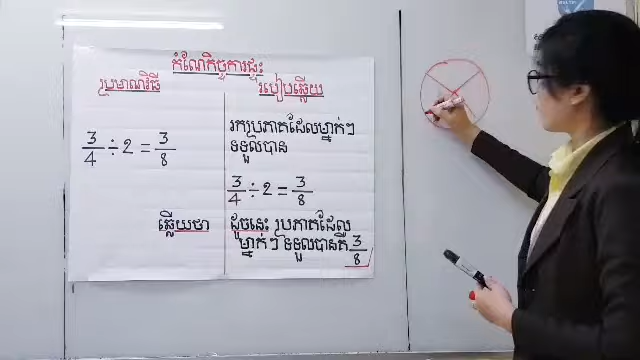 កំណែកិច្ចការផ្ទះ
ប្រមាណវិធី
របៀបឆ្លើយ
3/4 ÷ 2 = 3/8
រកប្រភាគដែលម្នាក់ៗ
ទទួលបាន
3/4 ÷ 2 = 3/8
ឆ្លើយថា
ដូចនេះ ប្រភាគដែល
ម្នាក់ៗ ទទួលបានគឺ 3/8